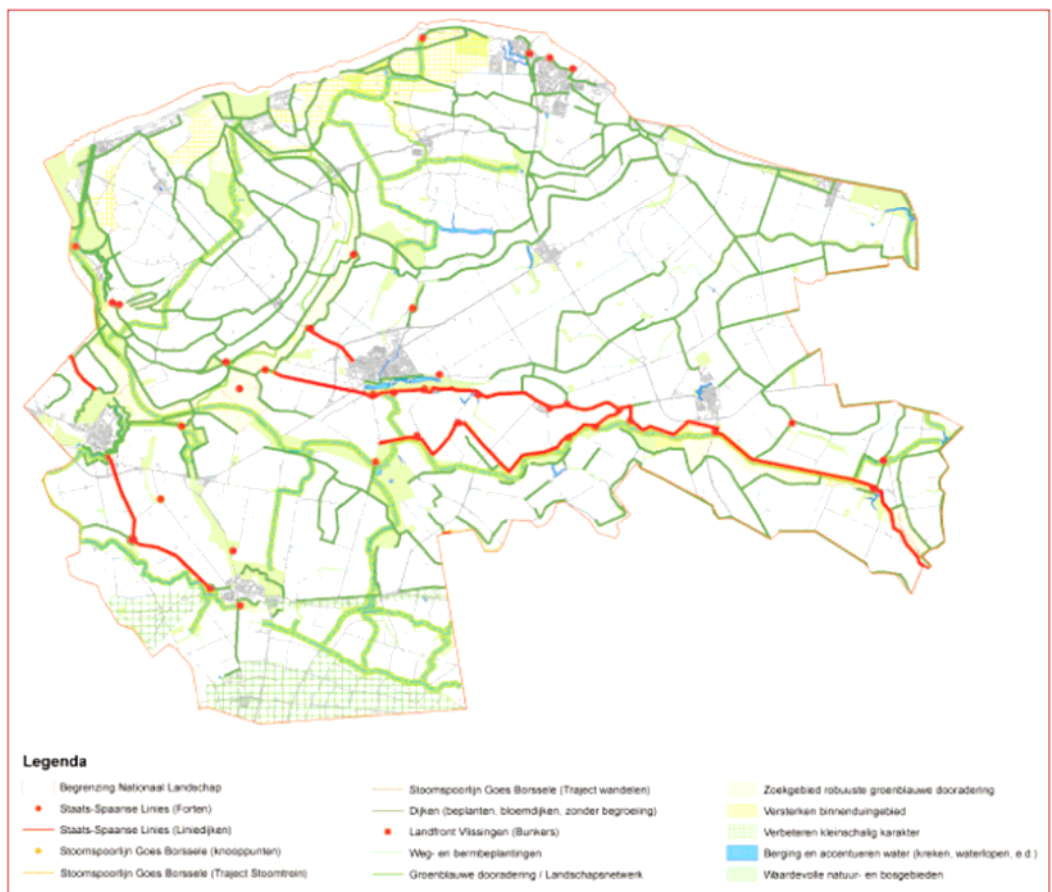 Legenda
Begrenzing Nationaal Landschap
Staats-Spaanse Linies (Forten)
Staats-Spaanse Linies (Liniedijken)
Stoomspoorlijn Goes Borssele (knooppunten)
Stoomspoorlijn Goes Borssele (Traject Stoomtrein)
Stoomspoorlijn Goes Borssele (Traject wandelen)
Dijken (beplanten, bloemdijken, zonder begroeing)
Landfront Vlissingen (Bunkers)
Weg- en bermbeplantingen
Groenblauwe dooradering / Landschapsnetwerk
Zoekgebied robuuste groenblauwe dooradering
Versterken binnenduingebied
Verbeteren kleinschalig karakter
Berging en accentueren water (kreken, waterlopen, e.d.)
Waardevolle natuur- en bosgebieden